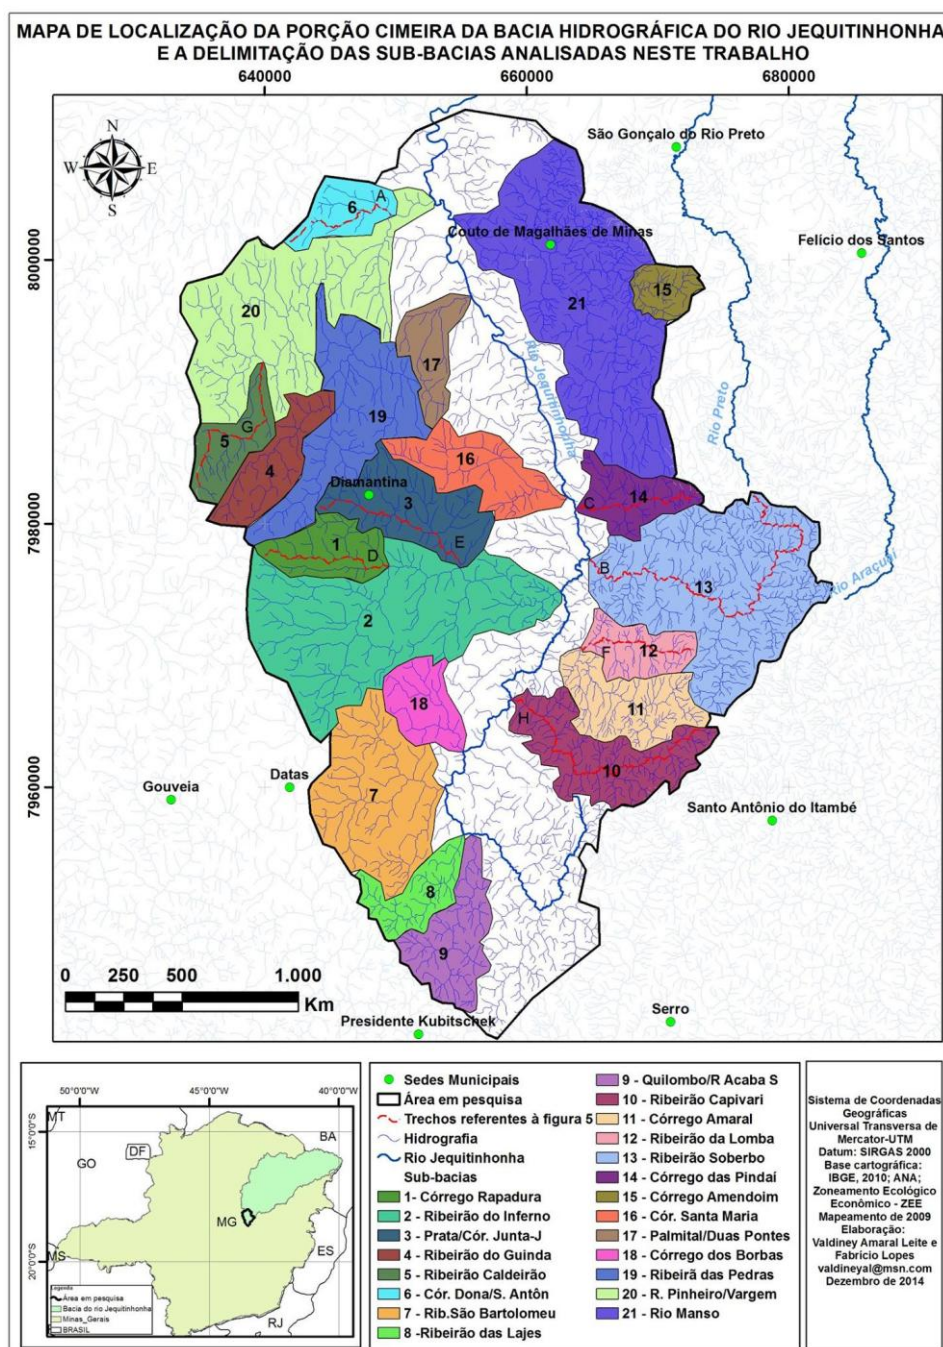 MAPA DE LOCALIZAÇÃO DA PORÇÃO CIMEIRA DA BACIA HIDROGRÁFICA DO RIO JEQUITINHONHA
E A DELIMITAÇÃO DAS SUB-BACIAS ANALISADAS NESTE TRABALHO
640000
660000
680000
N
W
E
S
São Gonçalo do Rio Preto
A
6
Couto de Magalhães de Minas
Felício dos Santos
8000000
15
20
21
17
Rio Jequitinhonha
Rio Preto
19
G
5
4
16
Diamantina
3
C
14
7980000
E
1
D
B
13
Rio Araçuaí
2
F
12
18
11
H
10
7960000
Gouveia
Datas
7
Santo Antônio do Itambé
8
9
0 250 500 1.000
Km
Presidente Kubitschek
Serro
50°0'0"W
45°0'0"W
40°0'0"W
MT
15°0'0"S
BA
GO
DF
MG
MS
20°0'0"S
ES
RJ
Legenda
Área em pesquisa
Bacia do rio Jequitinhonha
Minas_Gerais
BRASIL
Sedes Municipais
Área em pesquisa
Trechos referentes à figura 5
Hidrografia
Rio Jequitinhonha
Sub-bacias
1- Córrego Rapadura
2 - Ribeirão do Inferno
3 - Prata/Cór. Junta-J
4 - Ribeirão do Guinda
5 - Ribeirão Caldeirão
6 - Cór. Dona/S. Antôn
7 - Rib.São Bartolomeu
8 -Ribeirão das Lajes
9 - Quilombo/R Acaba S
10 - Ribeirão Capivari
11 - Córrego Amaral
12 - Ribeirão da Lomba
13 - Ribeirão Soberbo
14 - Córrego das Pindaí
15 - Córrego Amendoim
16 - Cór. Santa Maria
17 - Palmital/Duas Pontes
18 - Córrego dos Borbas
19 - Ribeirã das Pedras
20 - R. Pinheiro/Vargem
21 - Rio Manso
Sistema de Coordenadas
Geográficas
Universal Transversa de
Mercator-UTM
Datum: SIRGAS 2000
Base cartográfica:
IBGE, 2010; ANA;
Zoneamento Ecológico
Econômico - ZEE
Mapeamento de 2009
Elaboração:
Valdiney Amaral Leite e
Fabrício Lopes
valdineyal@msn.com
Dezembro de 2014